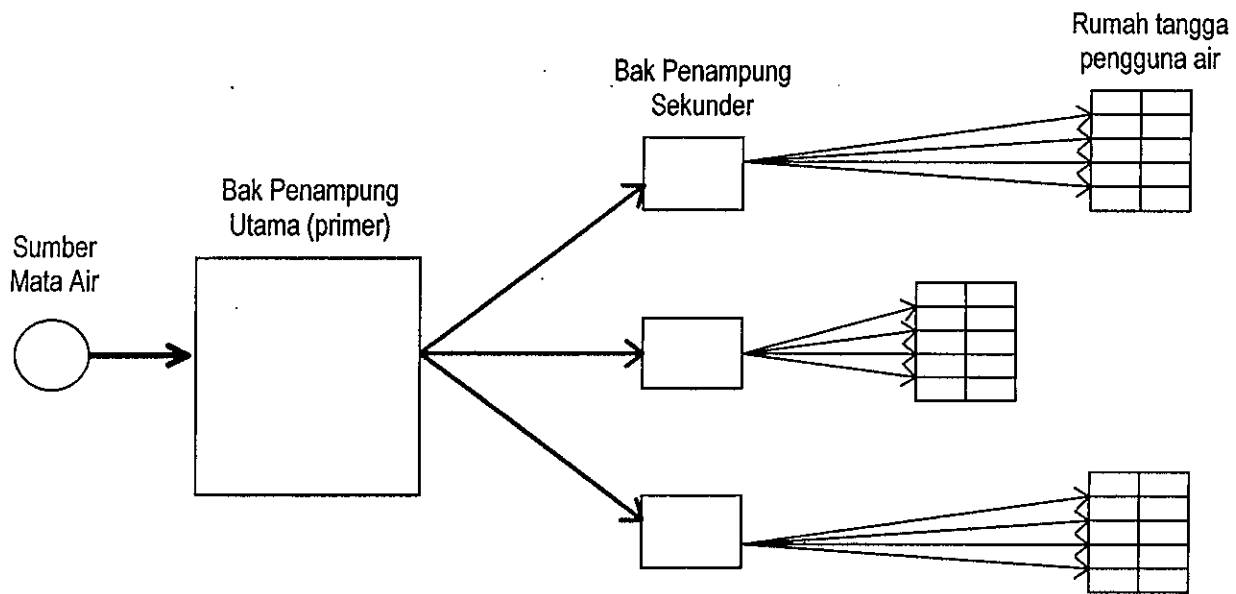 Sumber
Mata Air
Bak Penampung
Utama (primer)
Bak Penampung
Sekunder
Rumah tangga
pengguna air